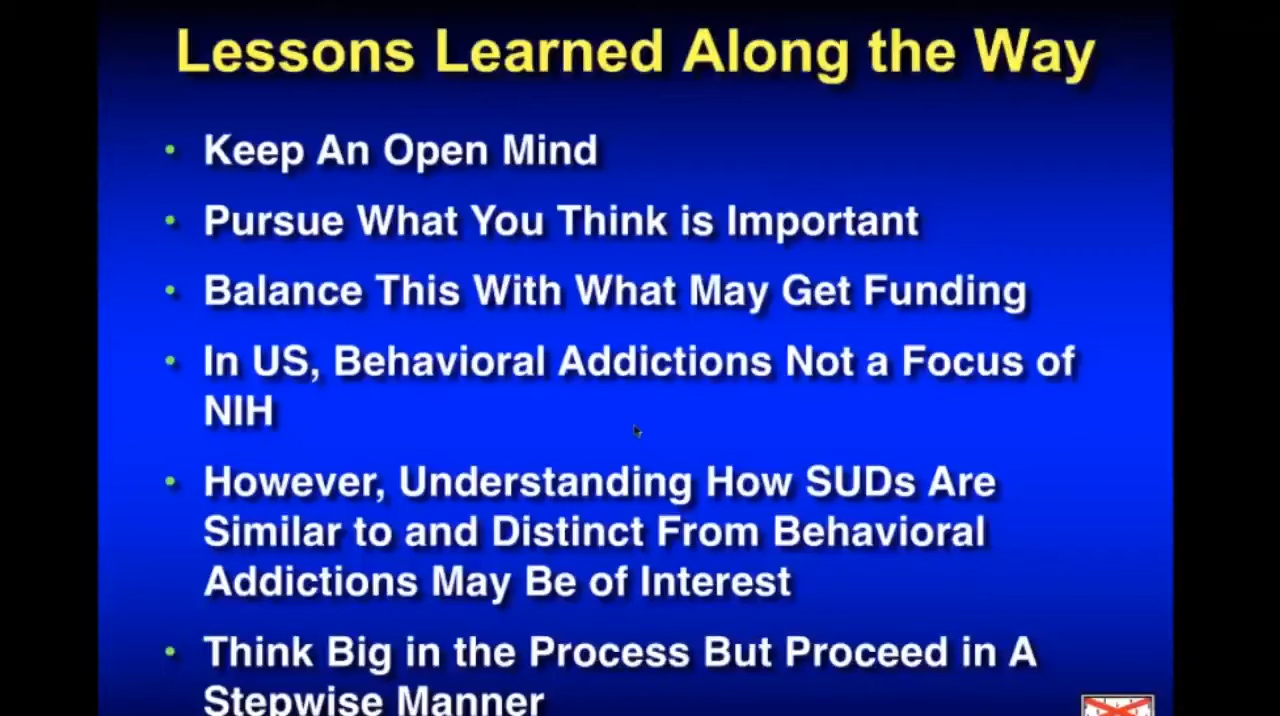 Lessons Learned Along the Way
• Keep An Open Mind
• Pursue What You Think is Important
• Balance This With What May Get Funding
• In US, Behavioral Addictions Not a Focus of
NIH
• However, Understanding How SUDs Are
Similar to and Distinct From Behavioral
Addictions May Be of Interest
• Think Big in the Process But Proceed in A
Stepwise Manner